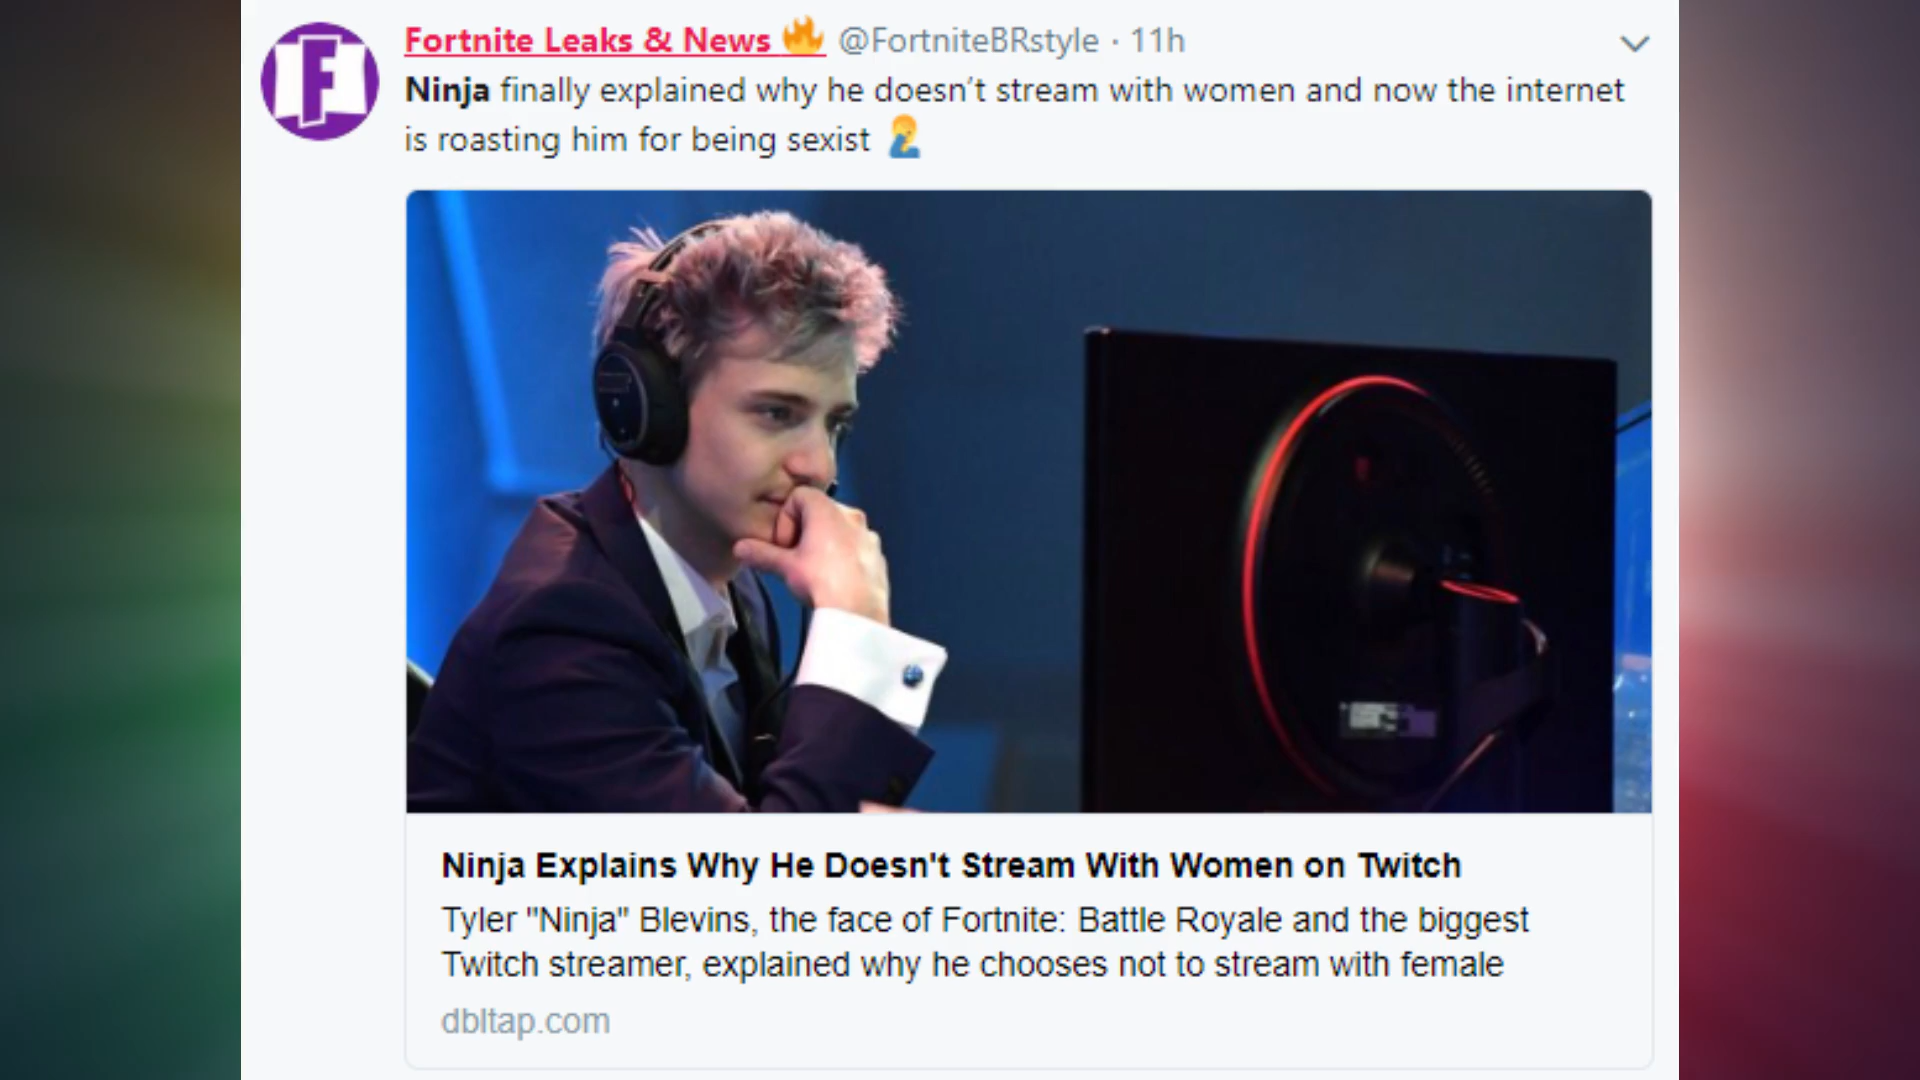 Fortnite Leaks & News 🔥 @FortniteBRstyle · 11h
Ninja finally explained why he doesn’t stream with women and now the internet
is roasting him for being sexist 🤦‍♂️
F
Ninja Explains Why He Doesn't Stream With Women on Twitch
Tyler "Ninja" Blevins, the face of Fortnite: Battle Royale and the biggest
Twitch streamer, explained why he chooses not to stream with female
dbltap.com